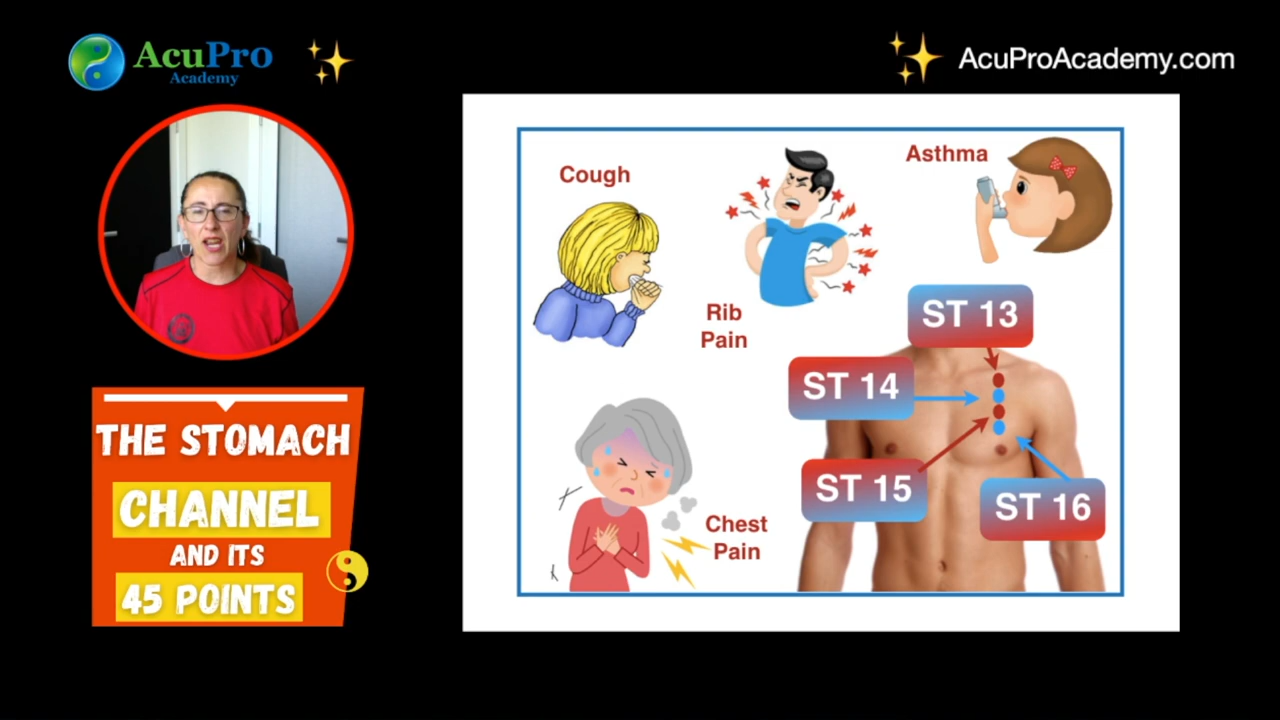 AcuPro
Academy
AcuProAcademy.com
THE STOMACH
CHANNEL
AND ITS
45 POINTS
Cough
Rib
Pain
Asthma
ST 13
ST 14
ST 15
ST 16
Chest
Pain